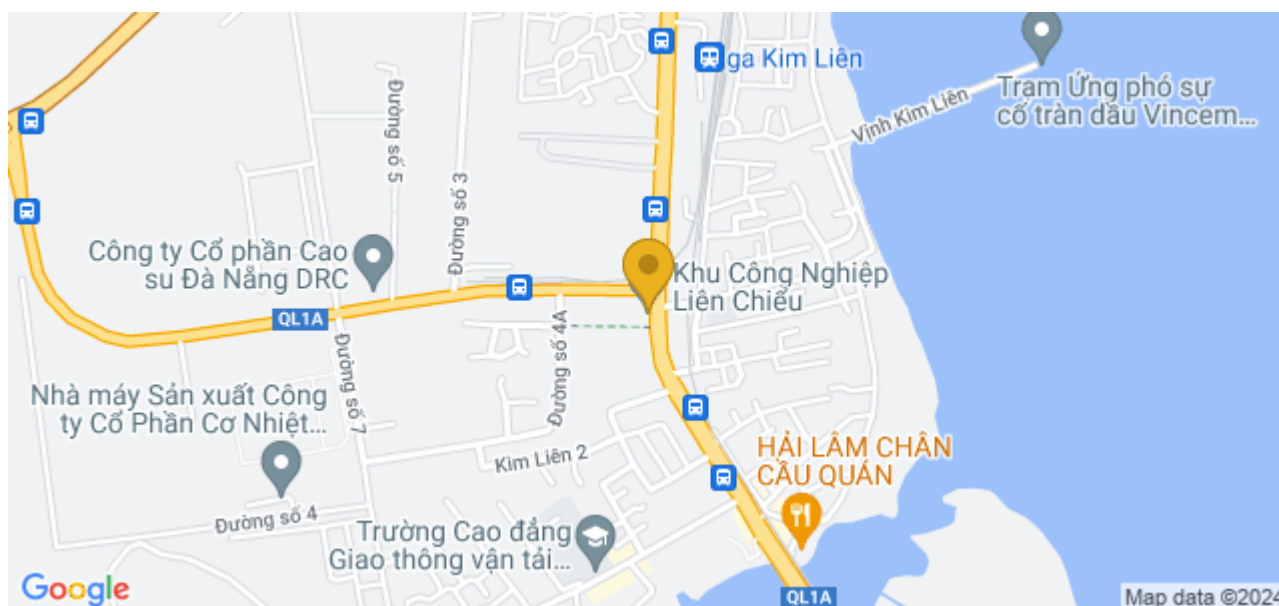 ga Kim Liên
Trạm Ứng phó sự
cố tràn dầu Vincem...
Vịnh Kim Liên
Đường số 5
Đường số 3
Công ty Cổ phần Cao
su Đà Nẵng DRC
Khu Công Nghiệp
Liên Chiểu
QL1A
Đường số 4A
Đường số 7
Nhà máy Sản xuất Công
ty Cổ Phần Cơ Nhiệt...
Kim Liên 2
HẢI LÂM CHÂN
CẦU QUÁN
Đường số 4
Trường Cao đẳng
Giao thông vận tải...
Google
QL1A
Map data ©2024